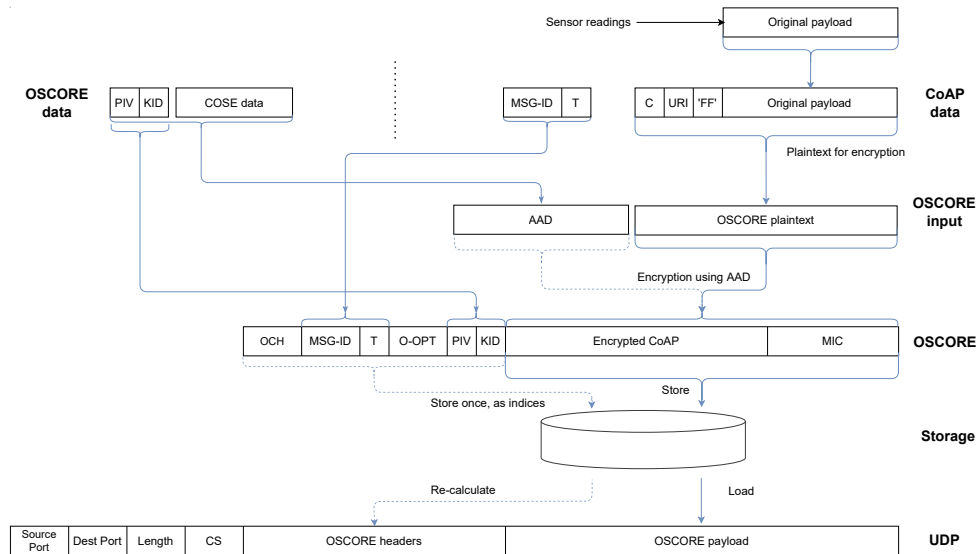 Sensor readings
Original payload
OSCORE
data
PIV KID COSE data
MSG-ID T
C URI 'FF' Original payload
CoAP
data
Plaintext for encryption
AAD
OSCORE plaintext
OSCORE
input
Encryption using AAD
OCH MSG-ID T O-OPT PIV KID Encrypted CoAP MIC
OSCORE
Store once, as indices
Store
Storage
Re-calculate
Load
Source
Port
Dest Port Length CS OSCORE headers OSCORE payload
UDP